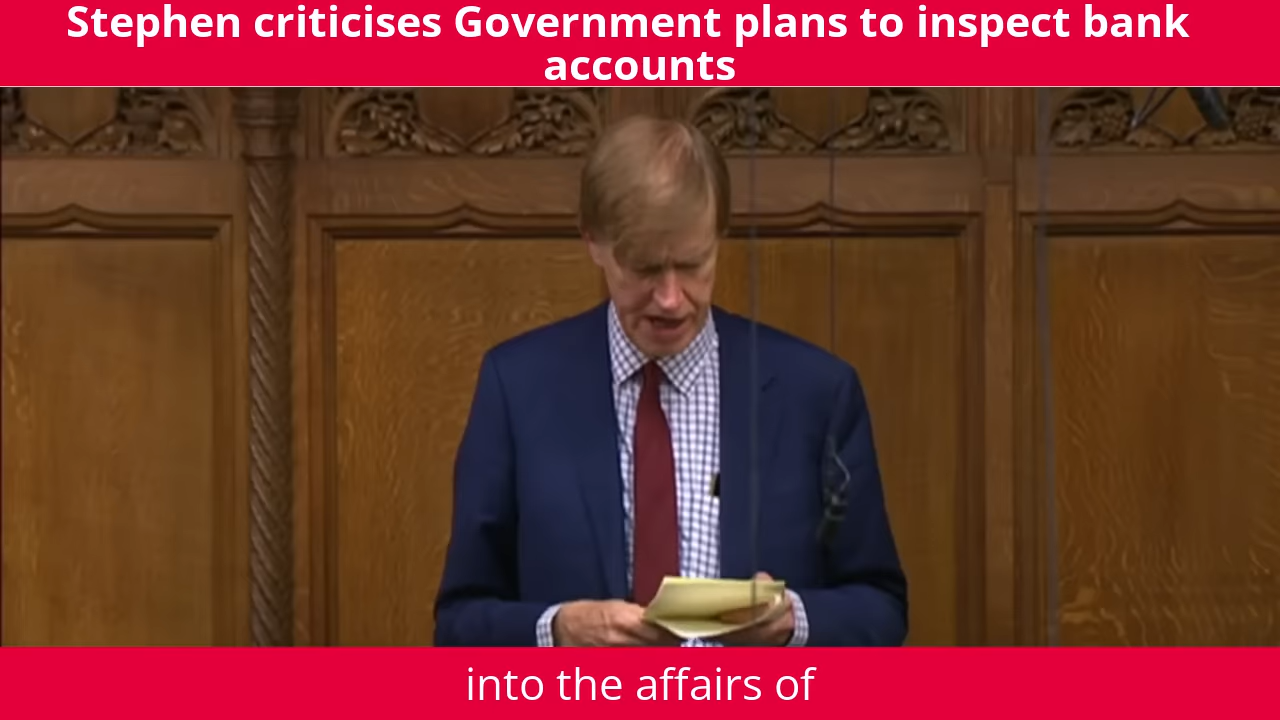 Stephen criticises Government plans to inspect bank
accounts
into the affairs of